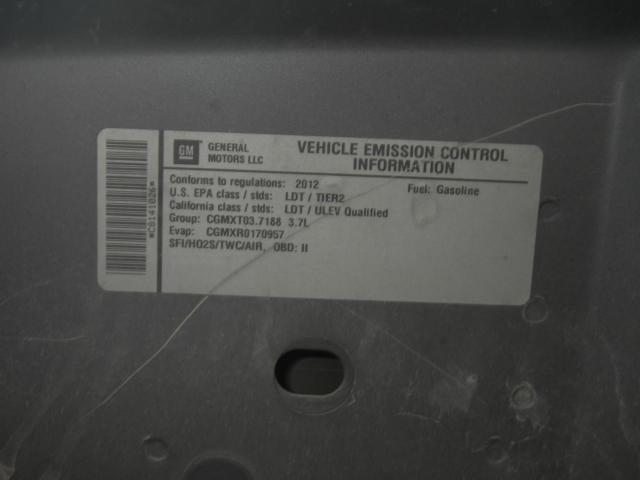 GM
GENERAL MOTORS LLC
VEHICLE EMISSION CONTROL INFORMATION
Conforms to regulations: 2012
Fuel: Gasoline
U.S. EPA class / stds: LDT / TIER2
California class / stds: LDT / ULEV Qualified
Group: CGMXT03.7188 3.7L
Evap: CGMXR0170957
SFI/HO2S/TWC/AIR, OBD: II
*MC0141026*